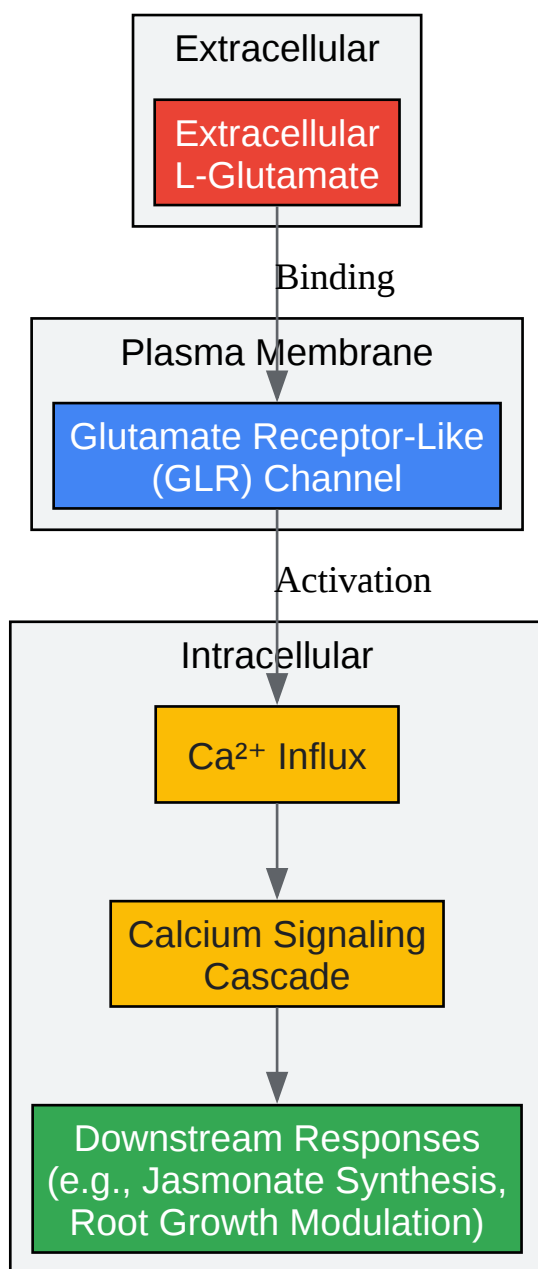 Extracellular
Extracellular
L-Glutamate
Binding
Plasma Membrane
Glutamate Receptor-Like
(GLR) Channel
Activation
Intracellular
Ca²⁺ Influx
Calcium Signaling
Cascade
Downstream Responses
(e.g., Jasmonate Synthesis,
Root Growth Modulation)